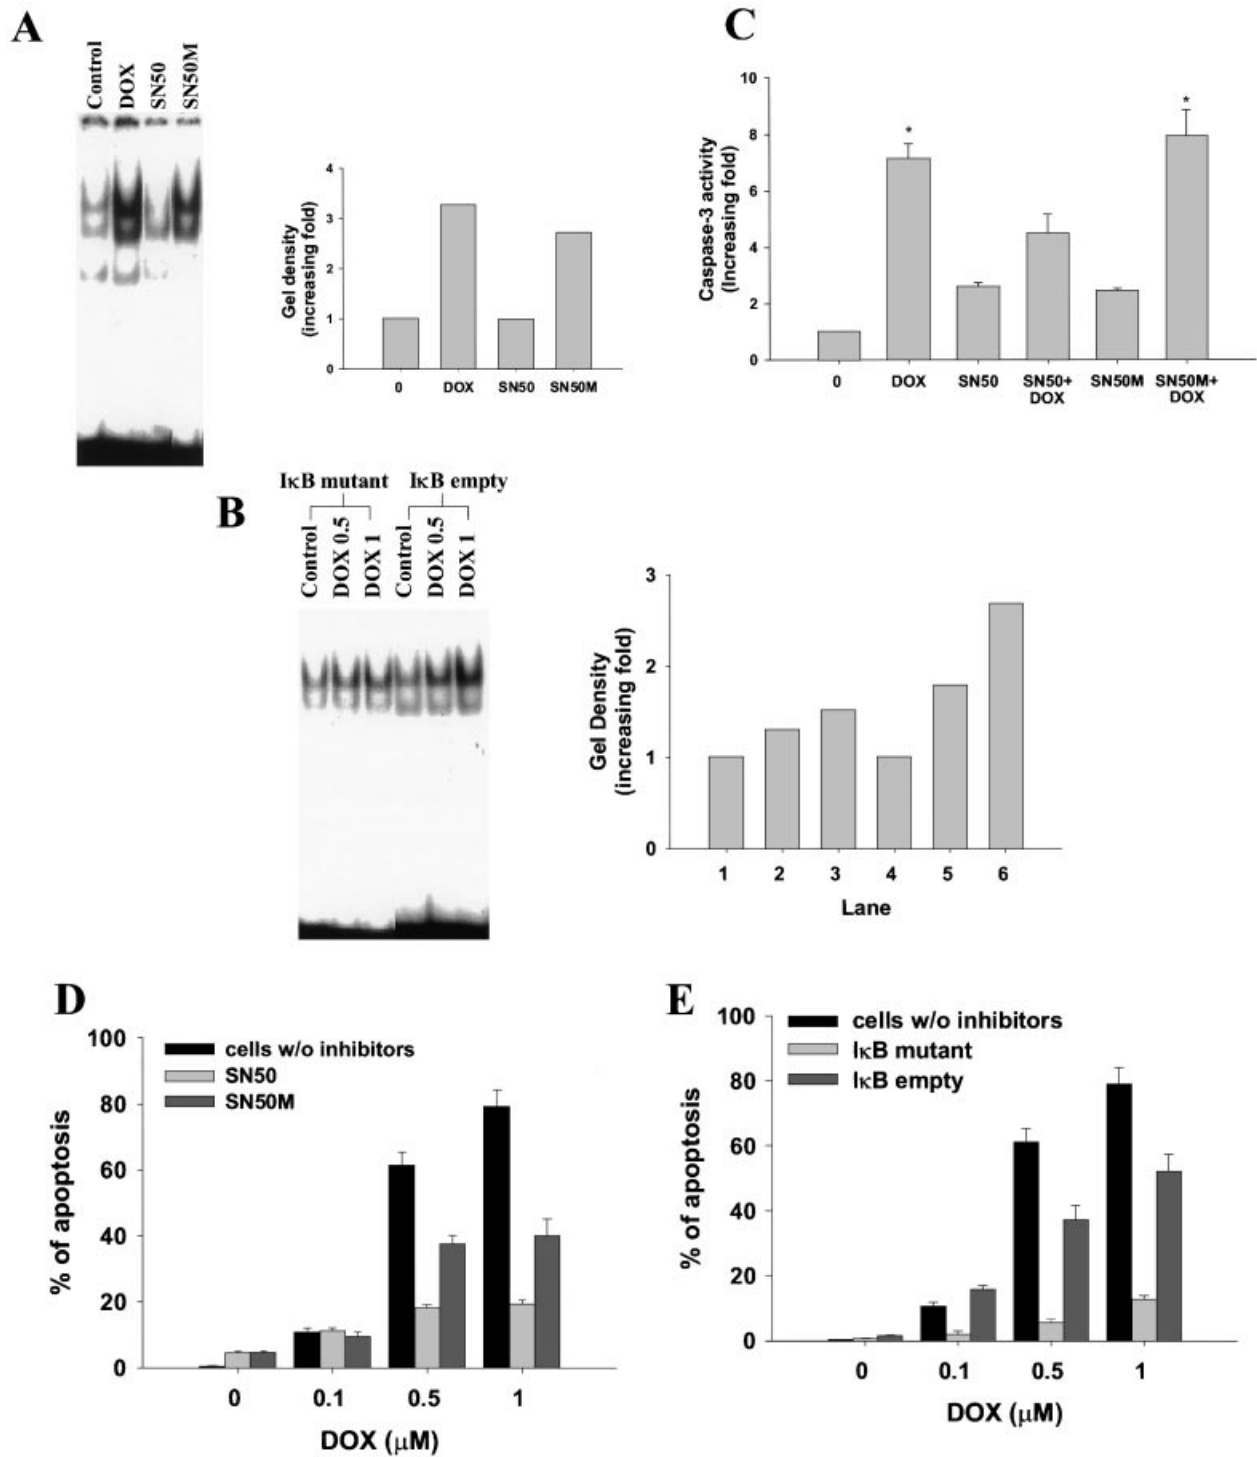 A
Control
DOX
SN50
SN50M
Gel density
(increasing fold)
4
3
2
1
0
0 DOX SN50 SN50M
C
Caspase-3 activity
(Increasing fold)
10
8
6
4
2
0
*
*
0 DOX SN50 SN50+ SN50M SN50M+
DOX DOX
B
IκB mutant IκB empty
Control
DOX 0.5
DOX 1
Control
DOX 0.5
DOX 1
Gel Density
(increasing fold)
3
2
1
0
1 2 3 4 5 6
Lane
D
% of apoptosis
100
80
60
40
20
0
cells w/o inhibitors
SN50
SN50M
0 0.1 0.5 1
DOX (μM)
E
% of apoptosis
100
80
60
40
20
0
cells w/o inhibitors
IκB mutant
IκB empty
0 0.1 0.5 1
DOX (μM)